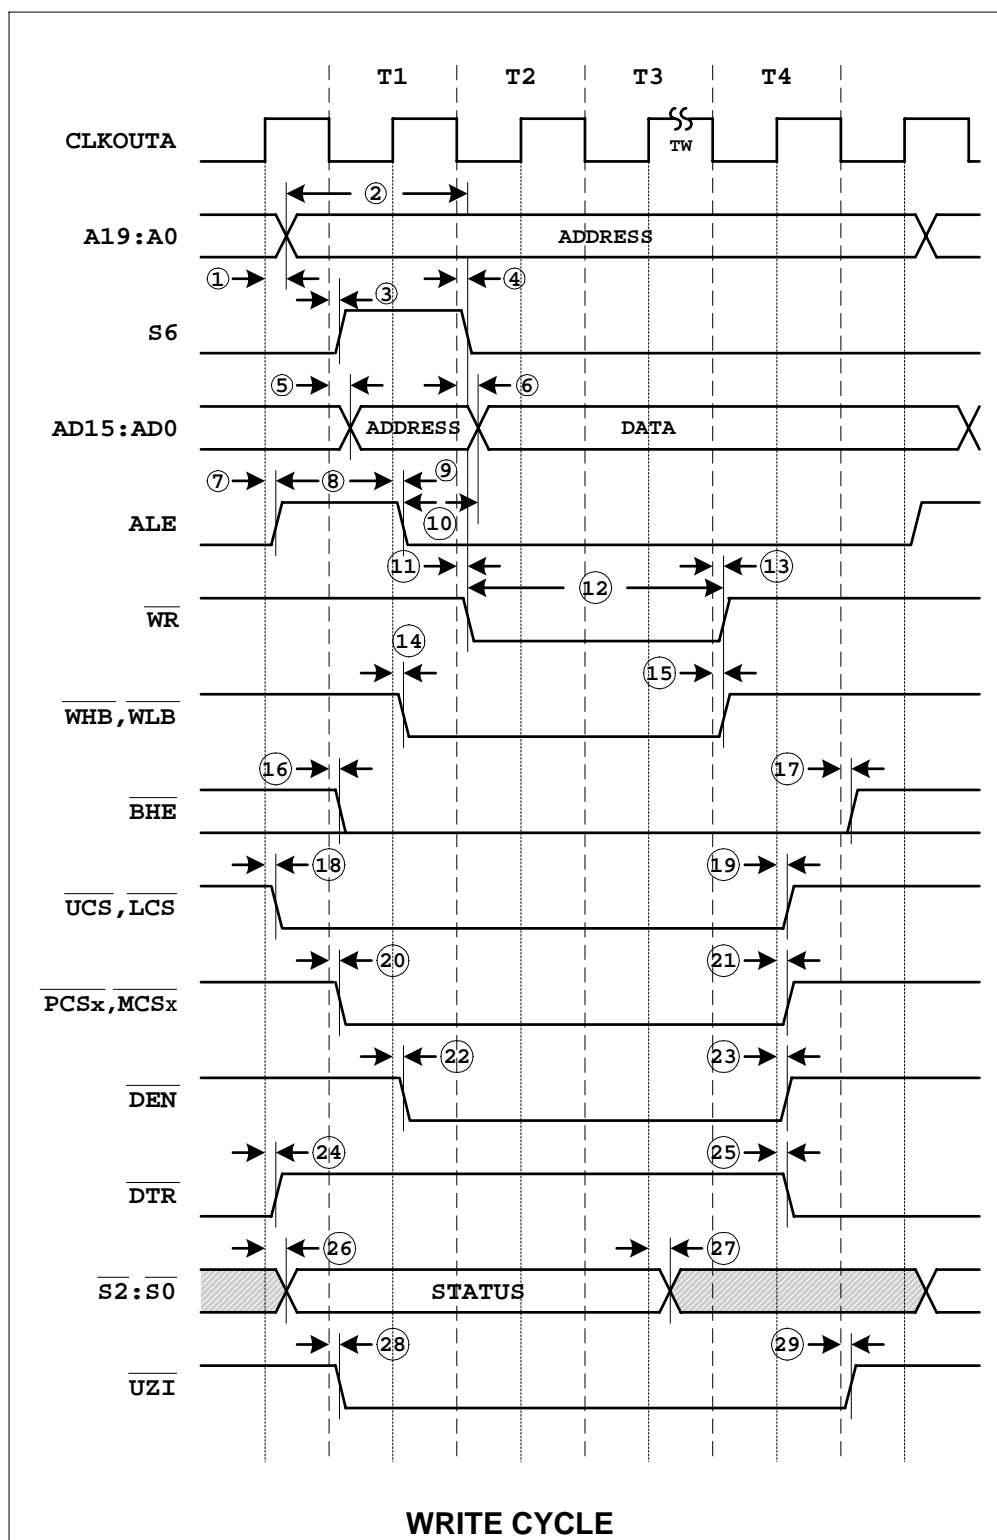 T1 T2 T3 T4
CLKOUTA
TW
2
A19:A0 ADDRESS
1 3 4
S6
5 6
AD15:AD0 ADDRESS DATA
7 8 9
ALE 10
11 12 13
WR
14
15
WHB,WLB
16 17
BHE
18 19
UCS,LCS
20 21
PCSx,MCSx
22 23
DEN
24 25
DTR
26 27
S2:S0 STATUS
28 29
UZI
WRITE CYCLE